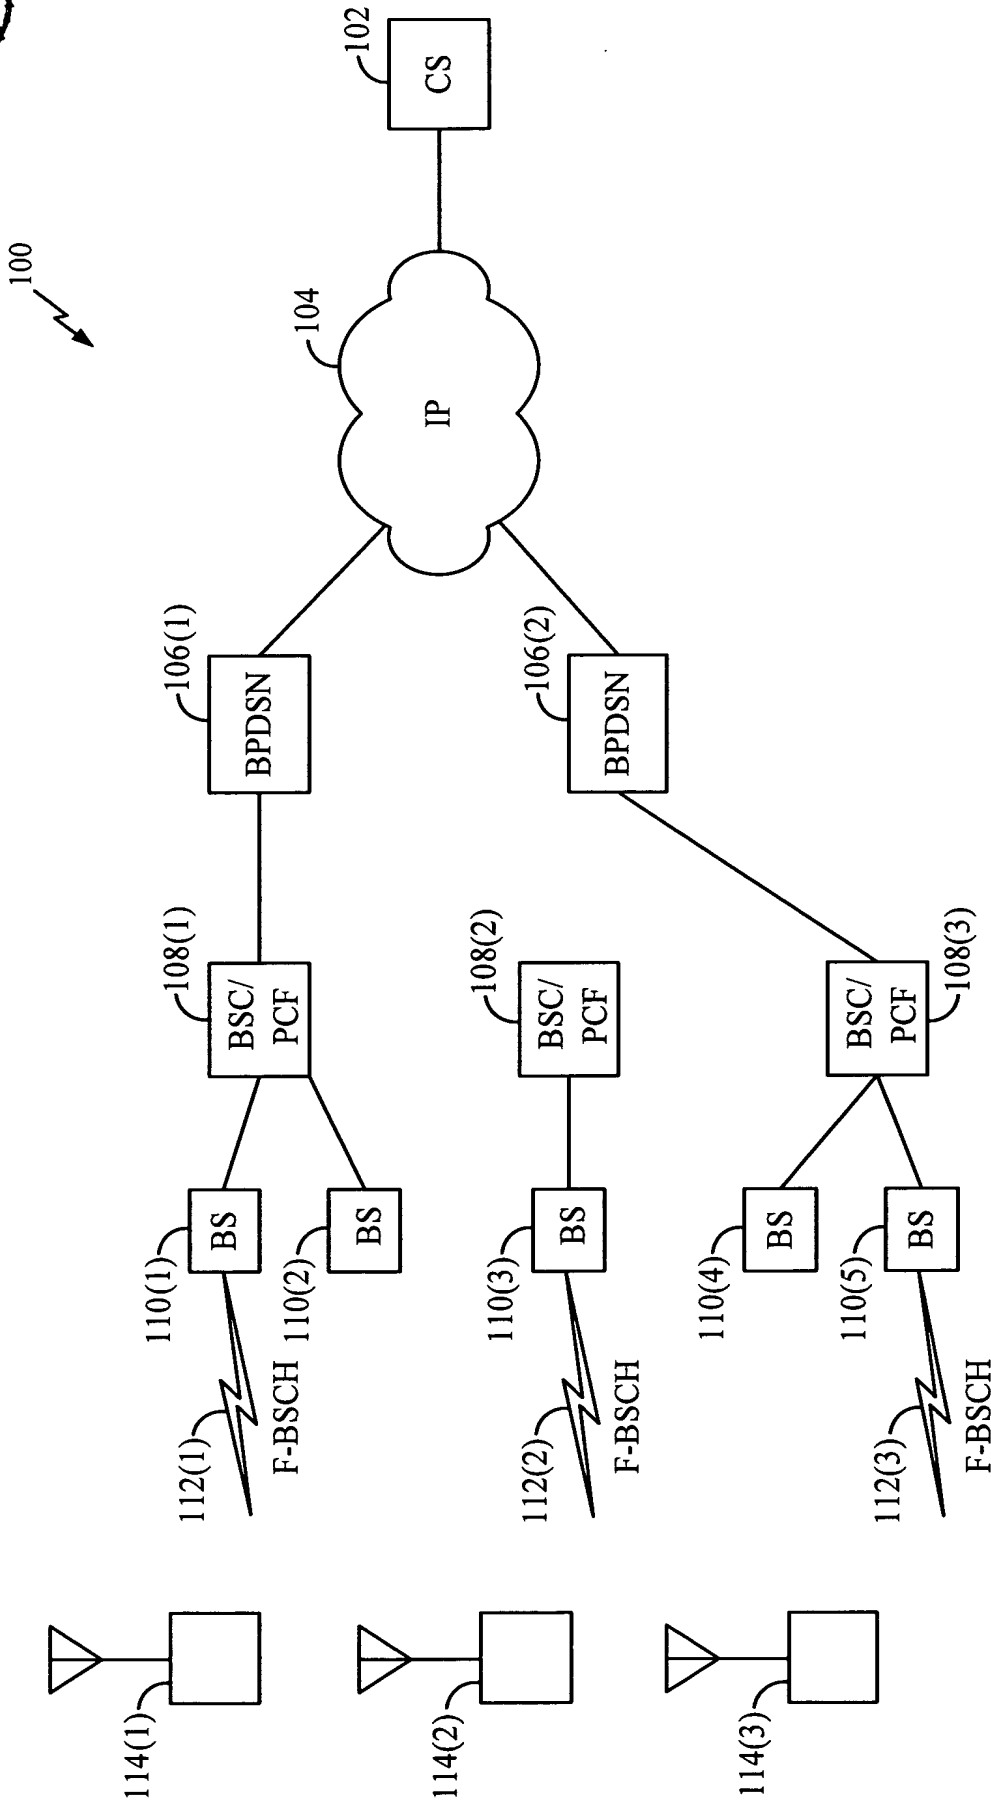 100
114(1)
112(1)
F-BSCH
110(1)
BS
110(2)
BS
108(1)
BSC/
PCF
106(1)
BPDSN
104
IP
102
CS
114(2)
112(2)
F-BSCH
110(3)
BS
108(2)
BSC/
PCF
106(2)
BPDSN
114(3)
112(3)
F-BSCH
110(4)
BS
110(5)
BS
BSC/
PCF
108(3)